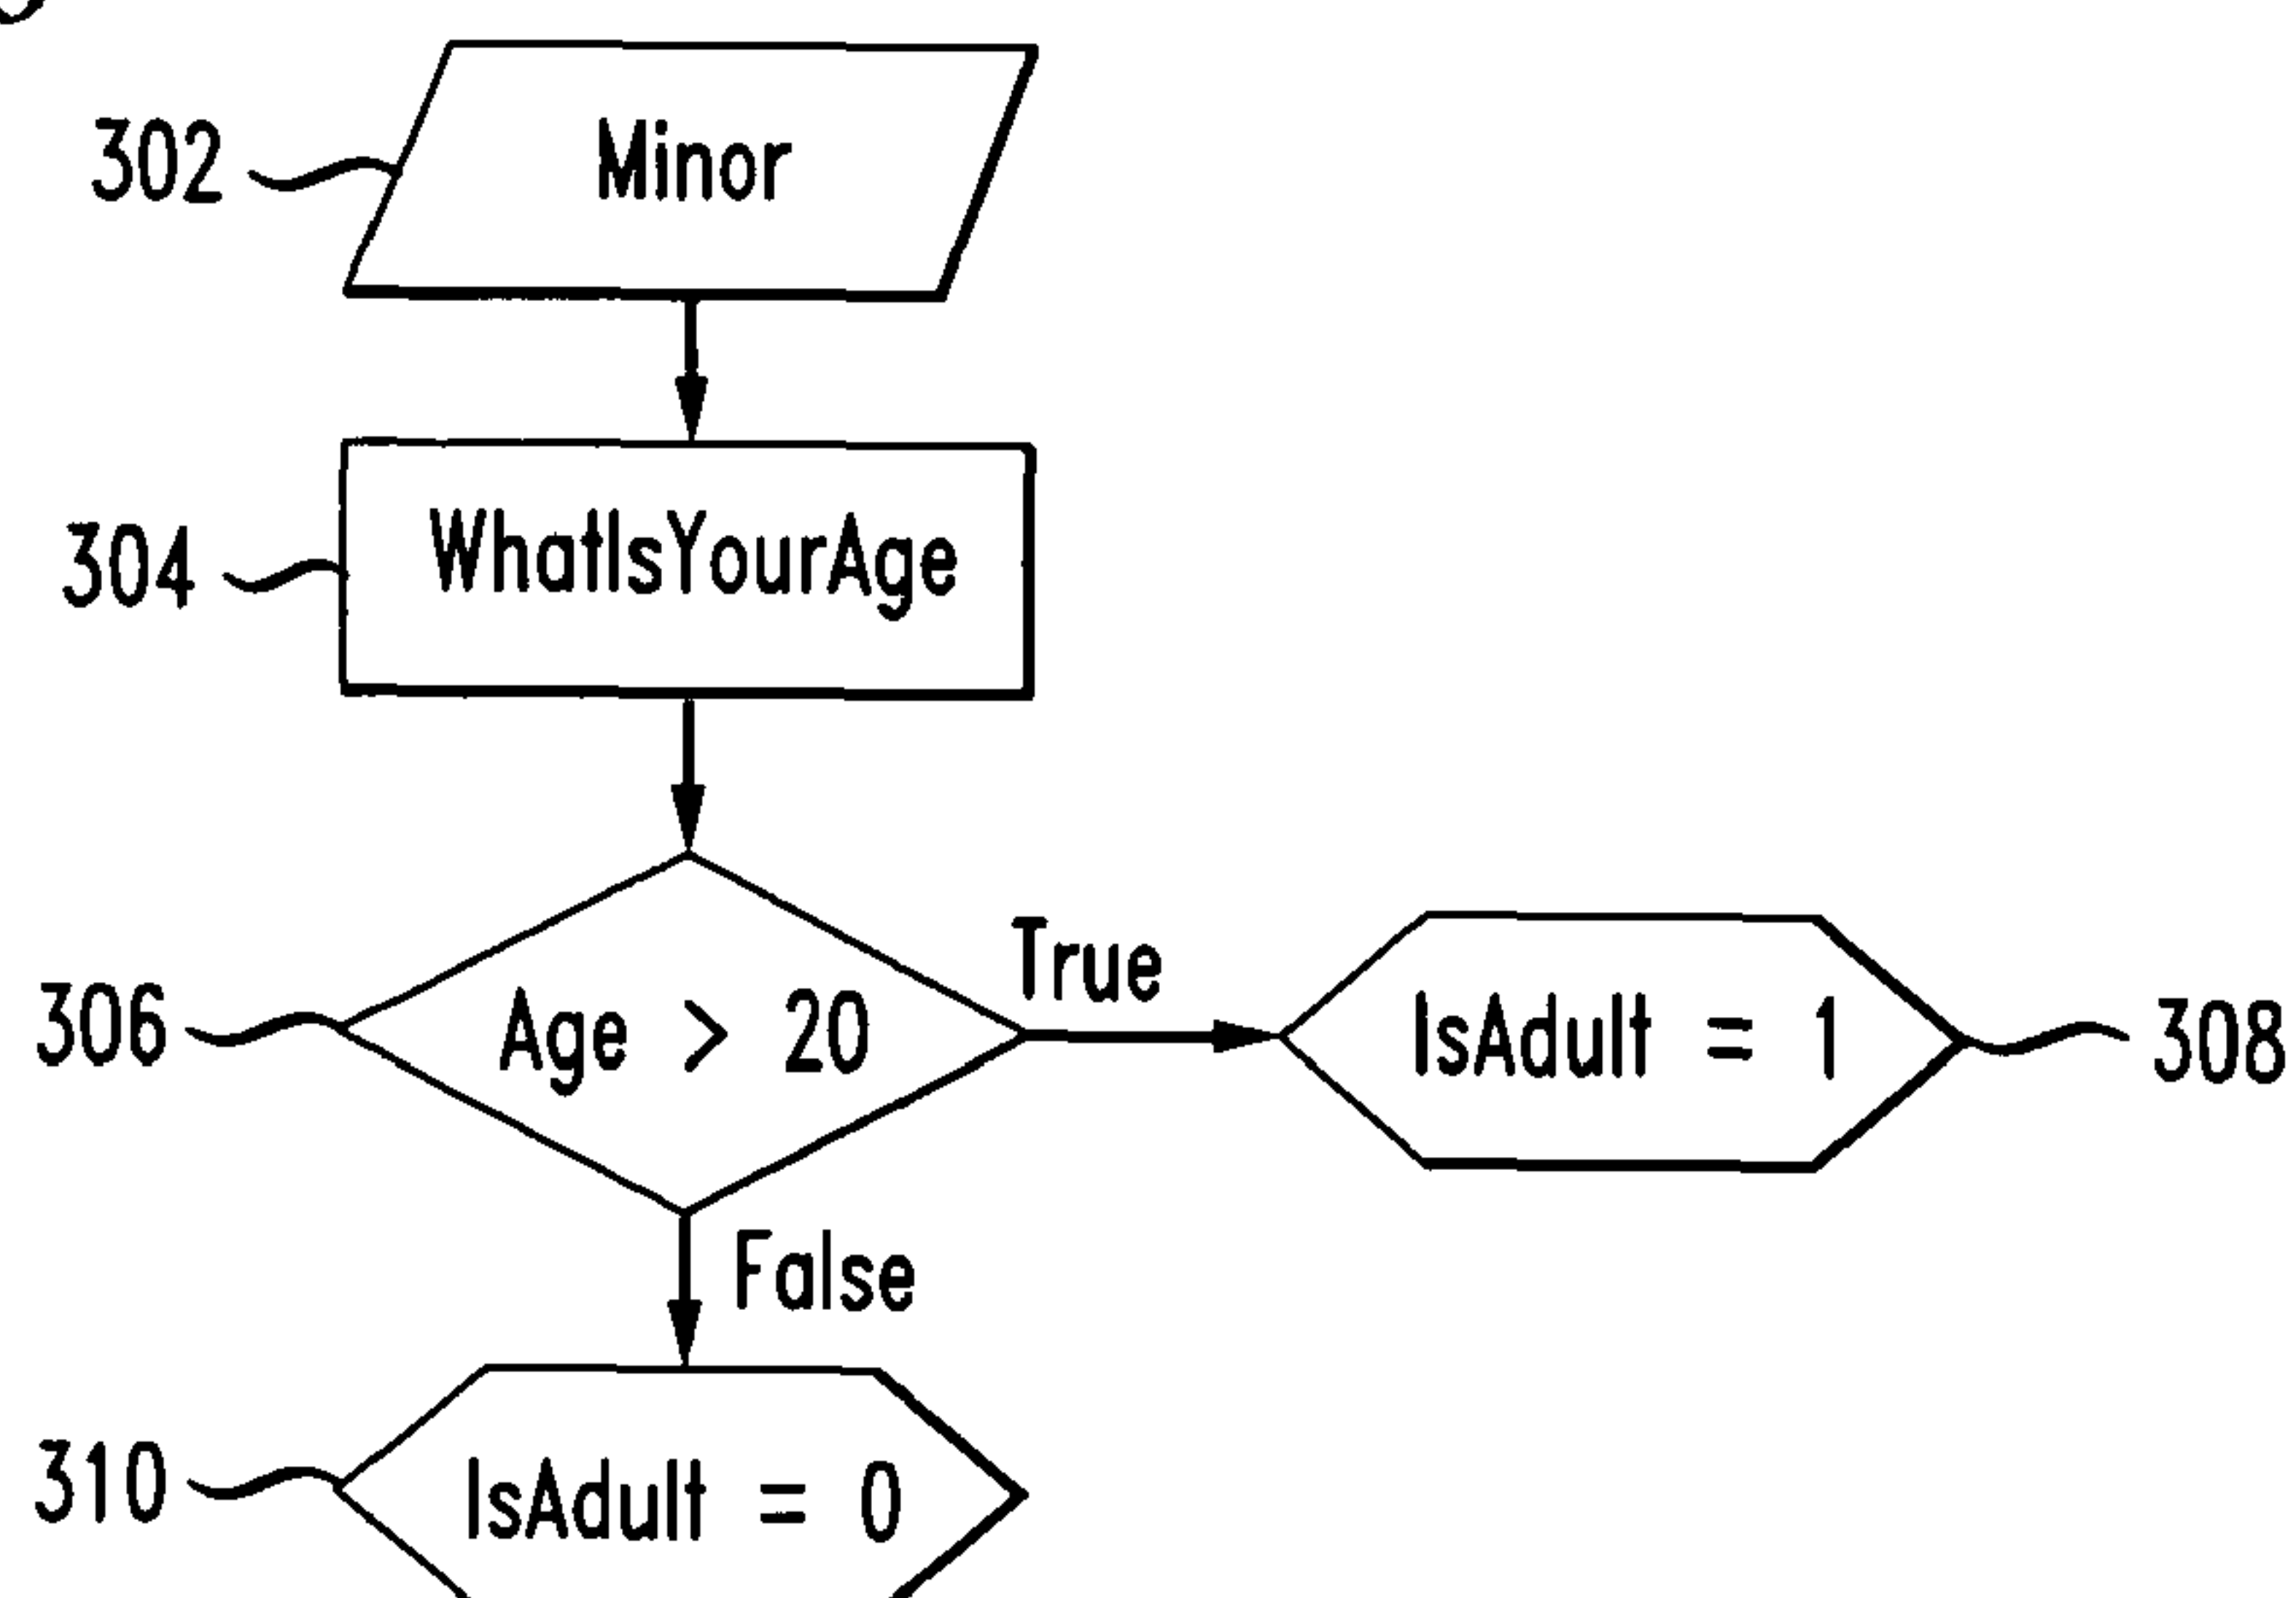 302
Minor
304
WhatIsYourAge
306
Age > 20
True
IsAdult = 1
308
False
310
IsAdult = 0